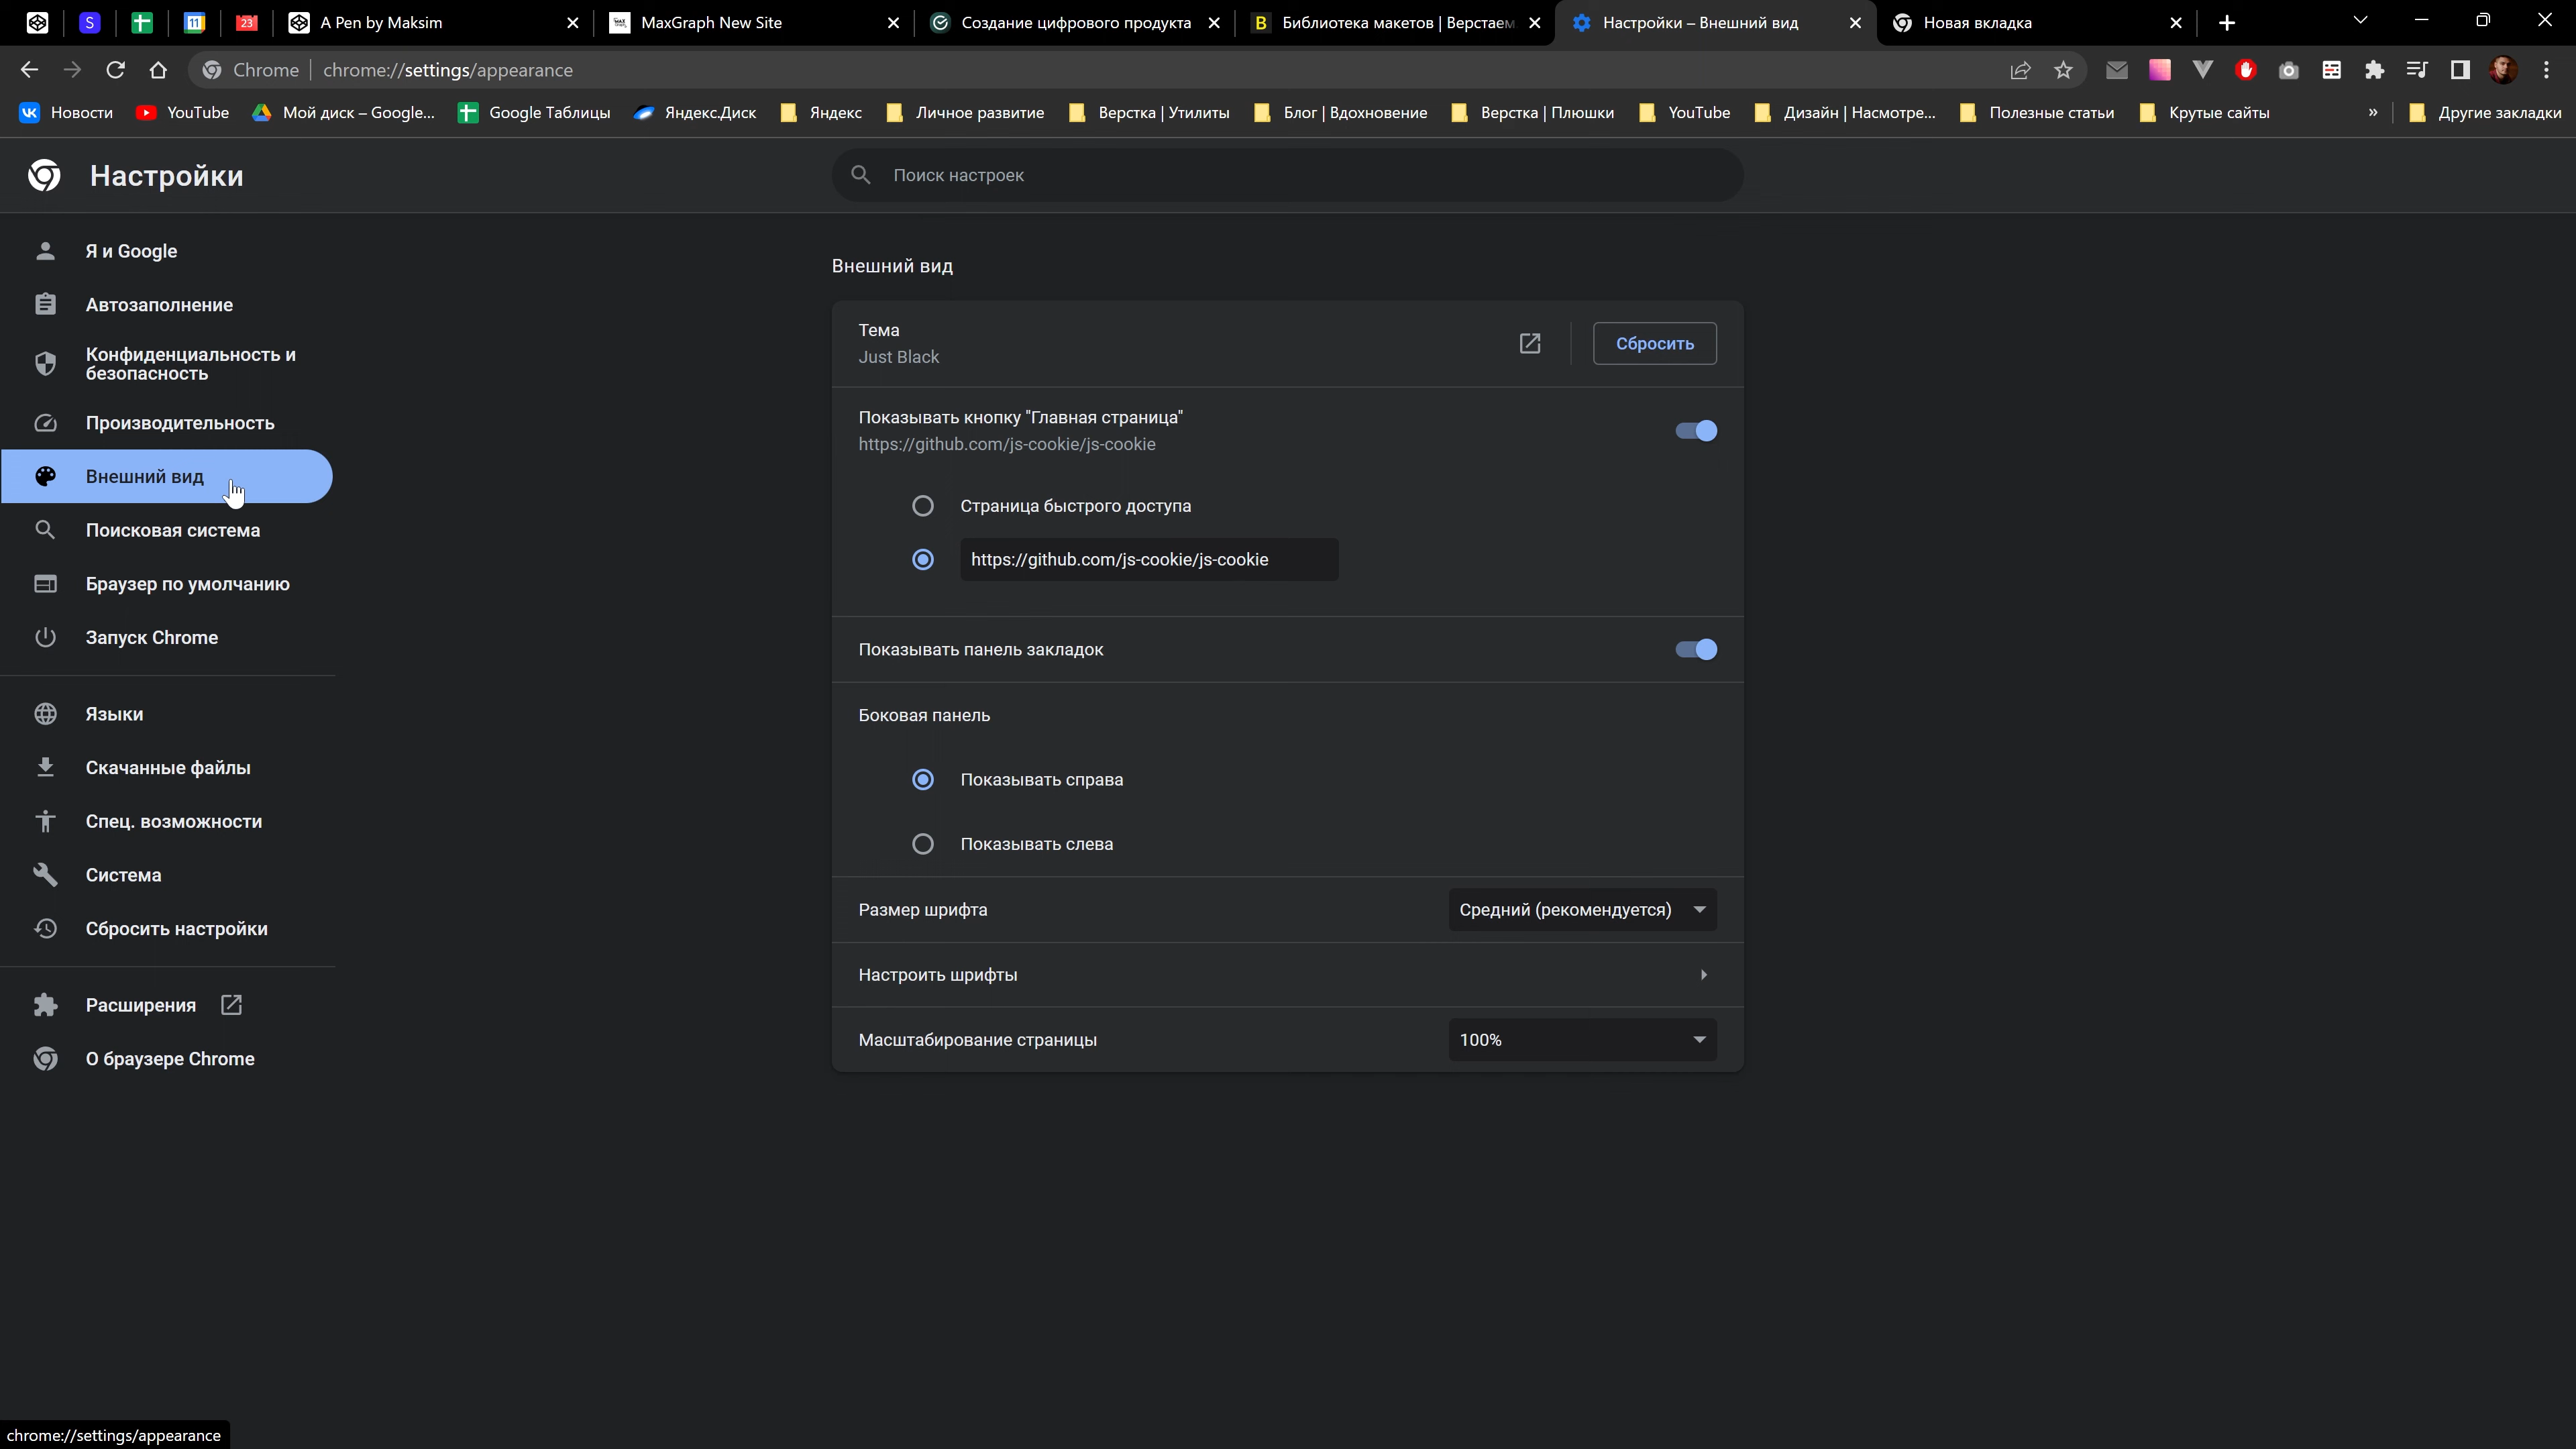 A Pen by Maksim
MaxGraph New Site
Создание цифрового продукта
Библиотека макетов | Верстаем
Настройки – Внешний вид
Новая вкладка
S
11
23
B
Chrome | chrome://settings/appearance
Новости
YouTube
Мой диск – Google...
Google Таблицы
Яндекс.Диск
Яндекс
Личное развитие
Верстка | Утилиты
Блог | Вдохновение
Верстка | Плюшки
YouTube
Дизайн | Насмотре...
Полезные статьи
Крутые сайты
»
Другие закладки
Настройки
Поиск настроек
Я и Google
Автозаполнение
Конфиденциальность и
безопасность
Производительность
Внешний вид
Поисковая система
Браузер по умолчанию
Запуск Chrome
Языки
Скачанные файлы
Спец. возможности
Система
Сбросить настройки
Расширения
О браузере Chrome
Внешний вид
Тема
Just Black
Сбросить
Показывать кнопку "Главная страница"
https://github.com/js-cookie/js-cookie
Страница быстрого доступа
https://github.com/js-cookie/js-cookie
Показывать панель закладок
Боковая панель
Показывать справа
Показывать слева
Размер шрифта
Средний (рекомендуется)
Настроить шрифты
Масштабирование страницы
100%
chrome://settings/appearance